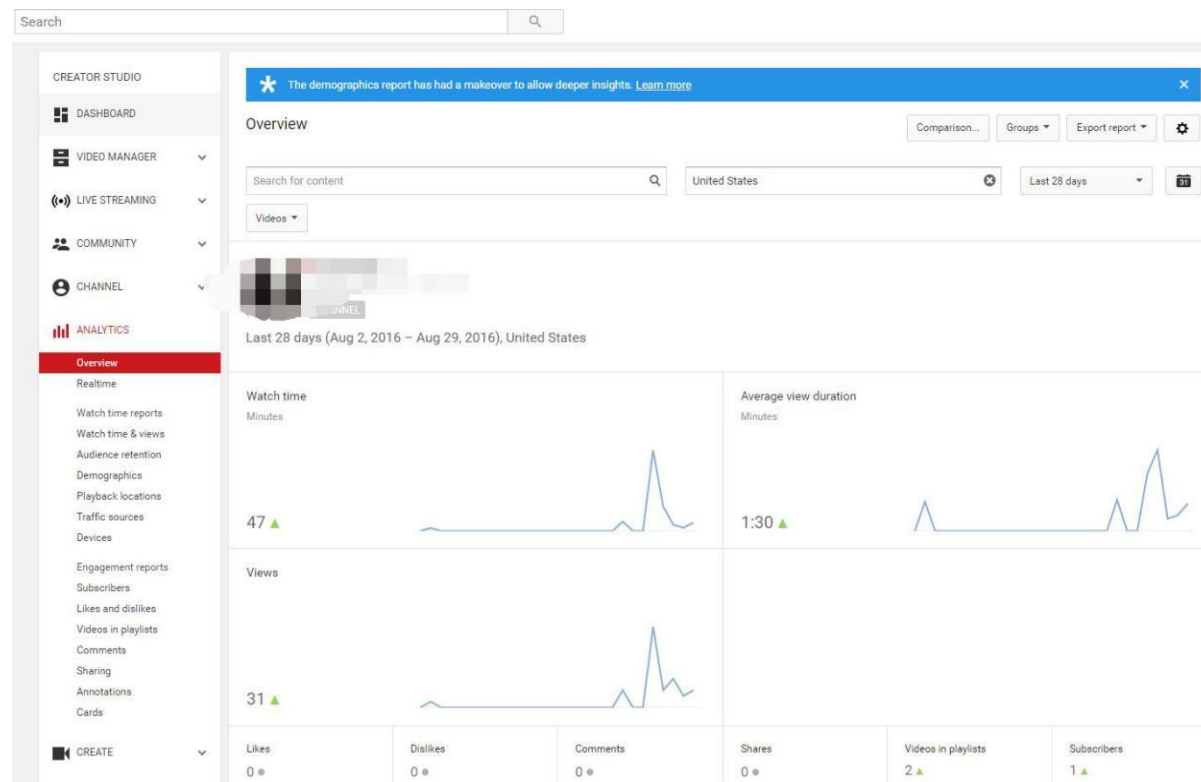 Search
CREATOR STUDIO
DASHBOARD
VIDEO MANAGER
LIVE STREAMING
COMMUNITY
CHANNEL
ANALYTICS
Overview
Realtime
Watch time reports
Watch time & views
Audience retention
Demographics
Playback locations
Traffic sources
Devices
Engagement reports
Subscribers
Likes and dislikes
Videos in playlists
Comments
Sharing
Annotations
Cards
CREATE
The demographics report has had a makeover to allow deeper insights. Learn more
Overview
Comparison... Groups Export report
Search for content United States Last 28 days 31
Videos
Last 28 days (Aug 2, 2016 – Aug 29, 2016), United States
Watch time
Minutes
47
Average view duration
Minutes
1:30
Views
31
Likes Dislikes Comments Shares Videos in playlists Subscribers
0 0 0 0 2 1